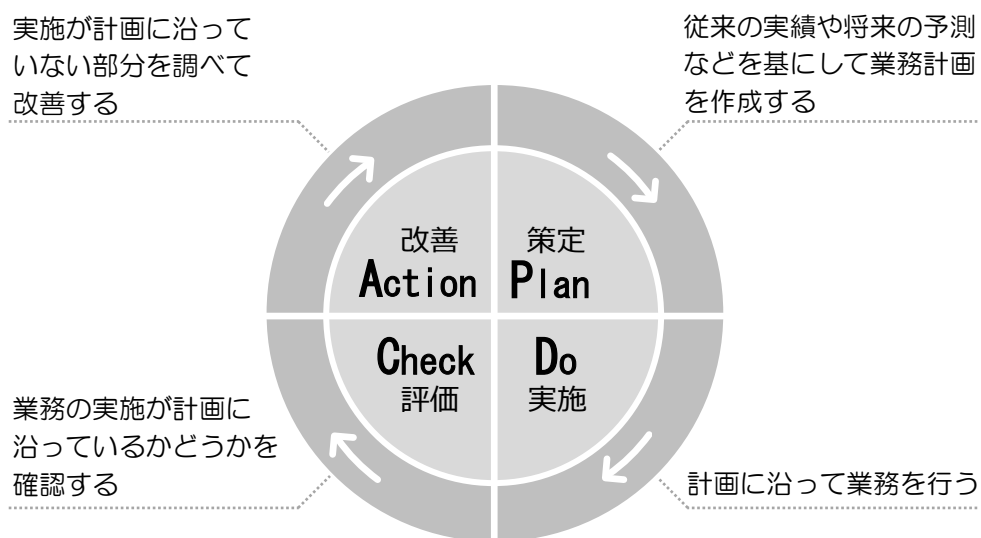 実施が計画に沿って
いない部分を調べて
改善する
従来の実績や将来の予測
などを基にして業務計画
を作成する
改善
Action
策定
Plan
Check
評価
Do
実施
業務の実施が計画に
沿っているかどうかを
確認する
計画に沿って業務を行う